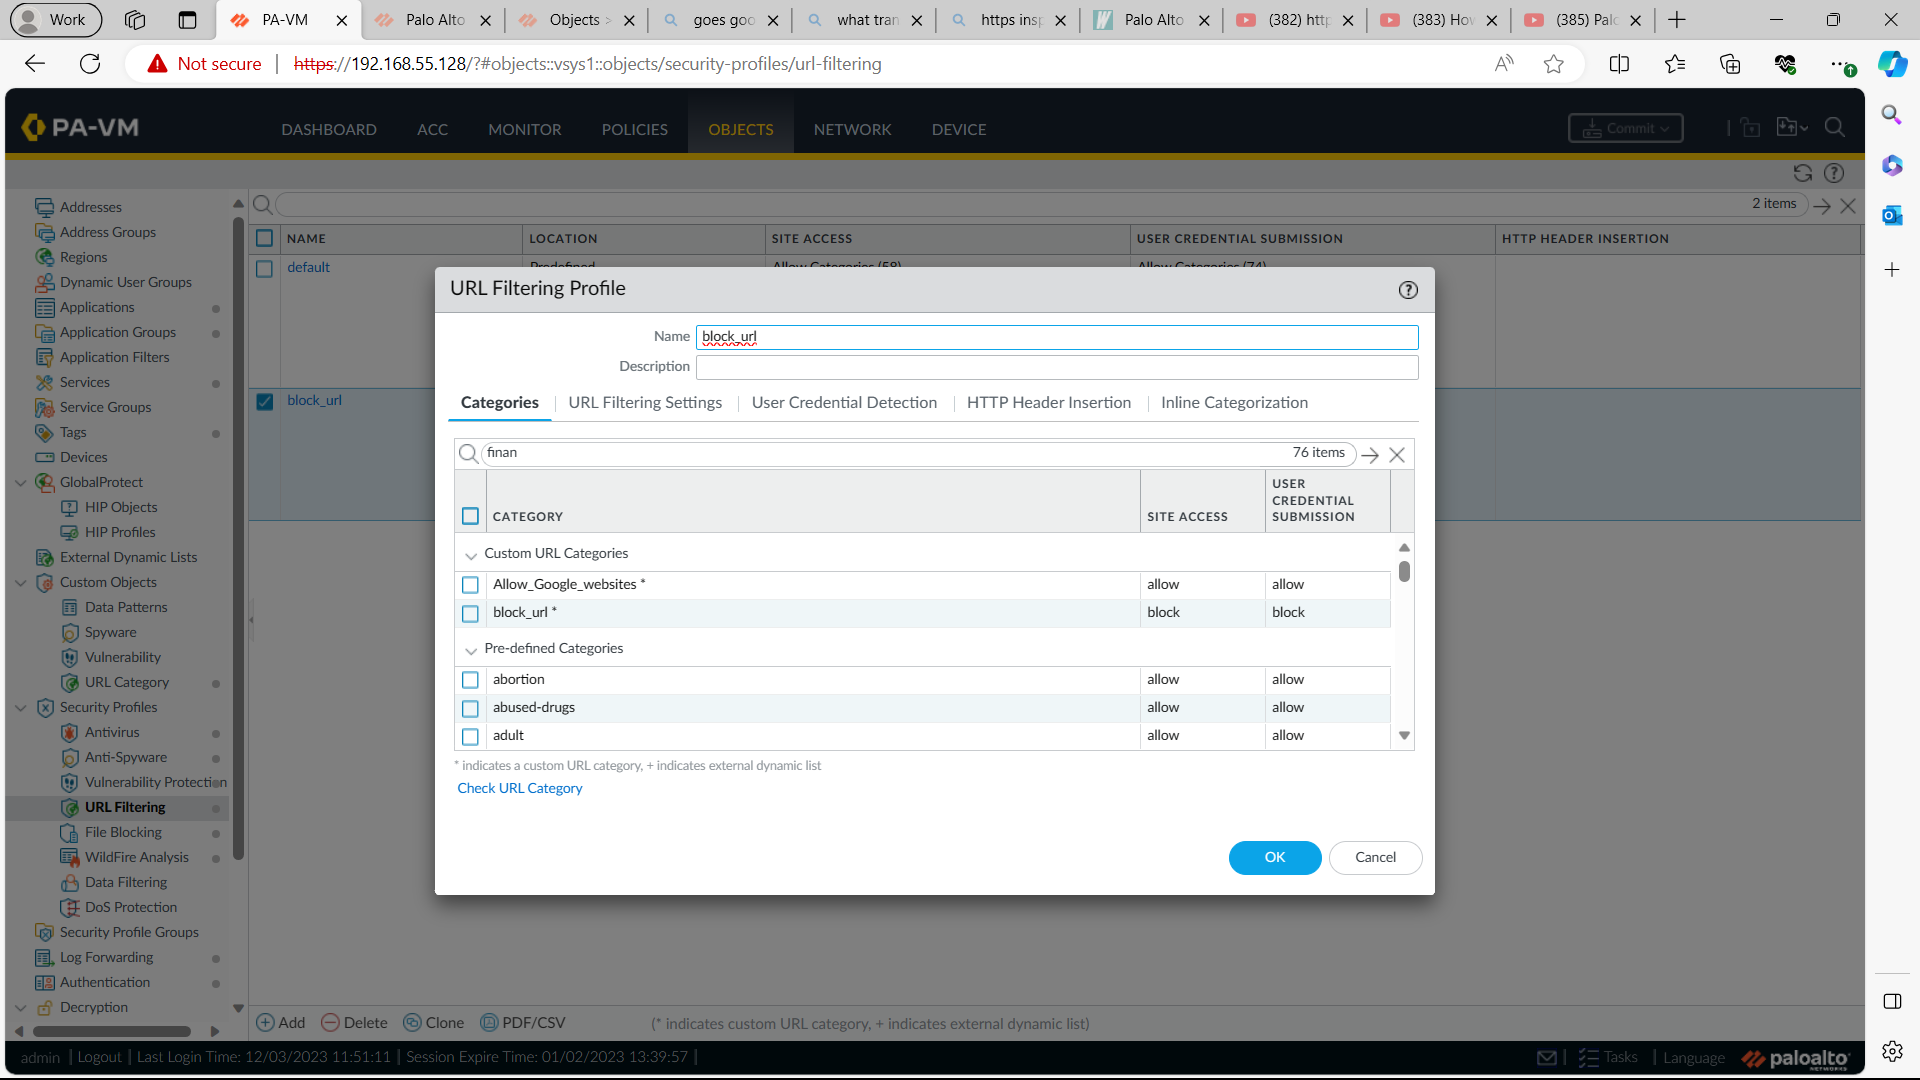 Work
PA-VM
Palo Alto
Objects >
goes goo
what tran
https insp
Palo Alto
(382) http
(383) Hov
(385) Palo
Not secure
https://192.168.55.128/?#objects::vsys1::objects/security-profiles/url-filtering
PA-VM
DASHBOARD
ACC
MONITOR
POLICIES
OBJECTS
NETWORK
DEVICE
Commit
2 items
Addresses
Address Groups
Regions
Dynamic User Groups
Applications
Application Groups
Application Filters
Services
Service Groups
Tags
Devices
GlobalProtect
HIP Objects
HIP Profiles
External Dynamic Lists
Custom Objects
Data Patterns
Spyware
Vulnerability
URL Category
Security Profiles
Antivirus
Anti-Spyware
Vulnerability Protection
URL Filtering
File Blocking
WildFire Analysis
Data Filtering
DoS Protection
Security Profile Groups
Log Forwarding
Authentication
Decryption
NAME
LOCATION
SITE ACCESS
USER CREDENTIAL SUBMISSION
HTTP HEADER INSERTION
default
Predefined
Allow Categories (58)
Allow Categories (74)
block_url
URL Filtering Profile
Name block_url
Description
Categories
URL Filtering Settings
User Credential Detection
HTTP Header Insertion
Inline Categorization
finan
76 items
CATEGORY
SITE ACCESS
USER
CREDENTIAL
SUBMISSION
Custom URL Categories
Allow_Google_websites * allow allow
block_url * block block
Pre-defined Categories
abortion allow allow
abused-drugs allow allow
adult allow allow
* indicates a custom URL category, + indicates external dynamic list
Check URL Category
OK
Cancel
Add
Delete
Clone
PDF/CSV
(* indicates custom URL category, + indicates external dynamic list)
admin | Logout | Last Login Time: 12/03/2023 11:51:11 | Session Expire Time: 01/02/2023 13:39:57 |
Tasks | Language
paloalto
NETWORKS